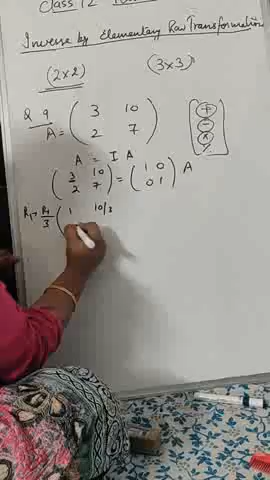 Class 12
Inverse by Elementary Row Transformation
(2×2) (3×3)
Q 9
A = ( 3 10
2 7 )
+
-
×
A = I A
( 3 10
2 7 ) = ( 1 0
0 1 ) A
R₁→ R₁/3 ( 1 10/3